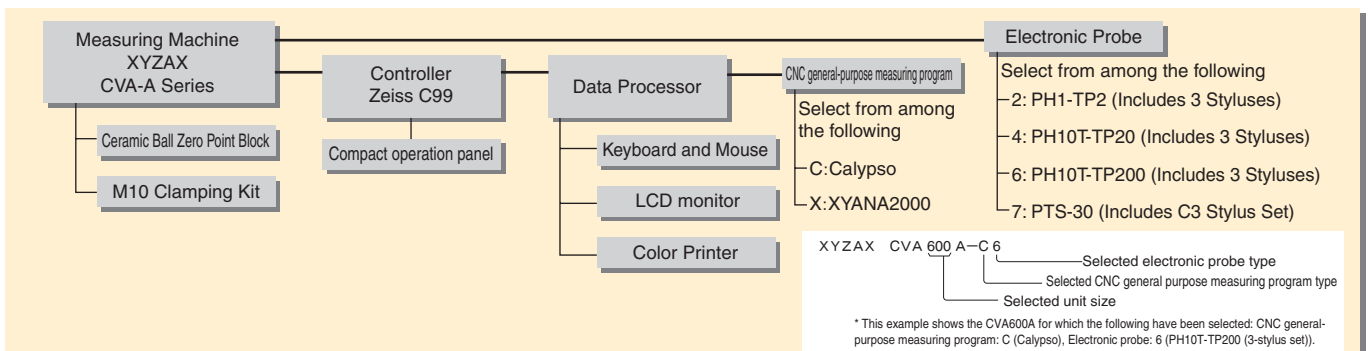 Measuring Machine
XYZAX
CVA-A Series
Ceramic Ball Zero Point Block
M10 Clamping Kit
Controller
Zeiss C99
Compact operation panel
Data Processor
Keyboard and Mouse
LCD monitor
Color Printer
CNC general-purpose measuring program
Select from among
the following
C:Calypso
X:XYANA2000
Electronic Probe
Select from among the following
2: PH1-TP2 (Includes 3 Styluses)
4: PH10T-TP20 (Includes 3 Styluses)
6: PH10T-TP200 (Includes 3 Styluses)
7: PTS-30 (Includes C3 Stylus Set)
XYZAX CVA 600 A-C 6
Selected electronic probe type
Selected CNC general purpose measuring program type
Selected unit size
* This example shows the CVA600A for which the following have been selected: CNC general-
purpose measuring program: C (Calypso), Electronic probe: 6 (PH10T-TP200 (3-stylus set)).